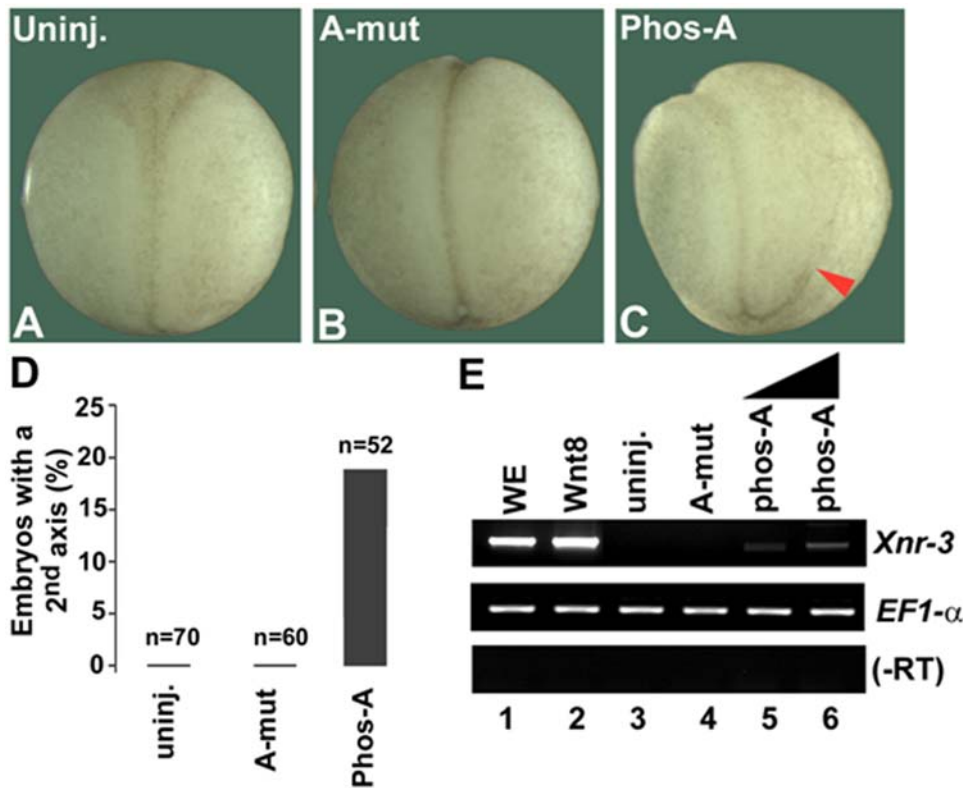 Uninj.
A-mut
Phos-A
A
B
C
D
Embryos with a
2nd axis (%)
25
20
15
10
5
0
n=70
n=60
n=52
uninj.
A-mut
Phos-A
E
WE
Wnt8
uninj.
A-mut
phos-A
phos-A
Xnr-3
EF1-α
(-RT)
1 2 3 4 5 6